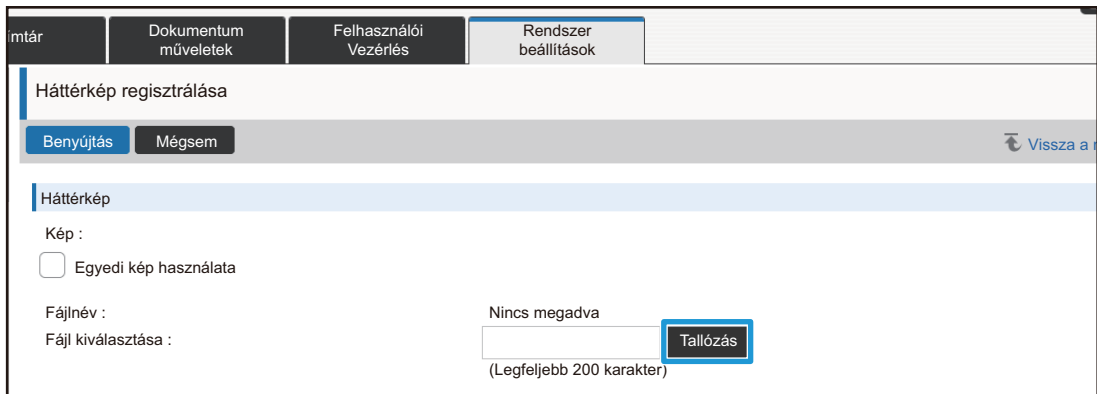 ímtár
Dokumentum
műveletek
Felhasználói
Vezérlés
Rendszer
beállítások
Háttérkép regisztrálása
Benyújtás
Mégsem
Vissza a
Háttérkép
Kép :
Egyedi kép használata
Fájlnév :
Nincs megadva
Fájl kiválasztása :
Tallózás
(Legfeljebb 200 karakter)